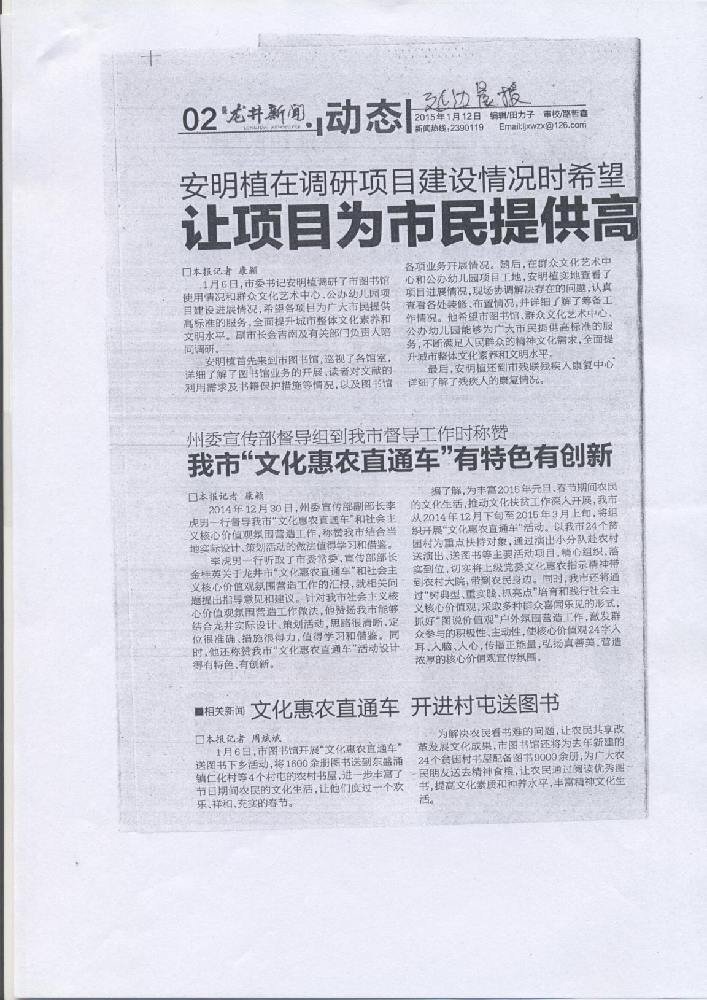 延边晨报
02 龙井新闻 动态
LONGJING NEWSPAPER
2015年1月12日 编辑/田力子 审校/路哲鑫
新闻热线:2390119 Email:ljxwzx@126.com
安明植在调研项目建设情况时希望
让项目为市民提供高
□本报记者 康颖
1月6日,市委书记安明植调研了市图书馆
使用情况和群众文化艺术中心、公办幼儿园项
目建设进展情况,希望各项目为广大市民提供
高标准的服务,全面提升城市整体文化素养和
文明水平。副市长金吉南及有关部门负责人陪
同调研。
安明植首先来到市图书馆,巡视了各馆室,
详细了解了图书馆业务的开展、读者对文献的
利用需求及书籍保护措施等情况,以及图书馆
各项业务开展情况。随后,在群众文化艺术中
心和公办幼儿园项目工地,安明植实地查看了
项目进展情况,现场协调解决存在的问题,认真
查看各处装修、布置情况,并详细了解了筹备工
作情况。他希望市图书馆、群众文化艺术中心、
公办幼儿园能够为广大市民提供高标准的服
务,不断满足人民群众的精神文化需求,全面提
升城市整体文化素养和文明水平。
最后,安明植还到市残联残疾人康复中心
详细了解了残疾人的康复情况。
州委宣传部督导组到我市督导工作时称赞
我市“文化惠农直通车”有特色有创新
□本报记者 康颖
2014年12月30日,州委宣传部副部长李
虎男一行督导我市“文化惠农直通车”和社会主
义核心价值观氛围营造工作,称赞我市结合当
地实际设计、策划活动的做法值得学习和借鉴。
李虎男一行听取了市委常委、宣传部部长
金桂英关于龙井市“文化惠农直通车”和社会主
义核心价值观氛围营造工作的汇报,就相关问
题提出指导意见和建议。针对我市社会主义核
心价值观氛围营造工作做法,他赞扬我市能够
结合龙井实际设计、策划活动,思路很清晰、定
位很准确、措施很得力,值得学习和借鉴。同
时,他还称赞我市“文化惠农直通车”活动设计
得有特色、有创新。
据了解,为丰富2015年元旦、春节期间农民
的文化生活,推动文化扶贫工作深入开展,我市
从2014年12月下旬至2015年3月上旬,将组
织开展“文化惠农直通车”活动。以我市24个贫
困村为重点扶持对象,通过演出小分队赴农村
送演出、送图书等主要活动项目,精心组织,落
实到位,切实将上级党委文化惠农指示精神带
到农村大院,带到农民身边。同时,我市还将通
过“树典型、重实践、抓亮点”培育和践行社会主
义核心价值观,采取多种群众喜闻乐见的形式,
抓好“图说价值观”户外氛围营造工作,激发群
众参与的积极性、主动性,使核心价值观24字入
耳、入脑、入心,传播正能量,弘扬真善美,营造
浓厚的核心价值观宣传氛围。
■相关新闻 文化惠农直通车 开进村屯送图书
□本报记者 周斌斌
1月6日,市图书馆开展“文化惠农直通车”
送图书下乡活动,将1600余册图书送到东盛涌
镇仁化村等4个村屯的农村书屋,进一步丰富了
节日期间农民的文化生活,让他们度过一个欢
乐、祥和、充实的春节。
为解决农民看书难的问题,让农民共享改
革发展文化成果,市图书馆还将为去年新建的
24个贫困村书屋配备图书9000余册,为广大农
民朋友送去精神食粮,让农民通过阅读优秀图
书,提高文化素质和种养水平,丰富精神文化生
活。